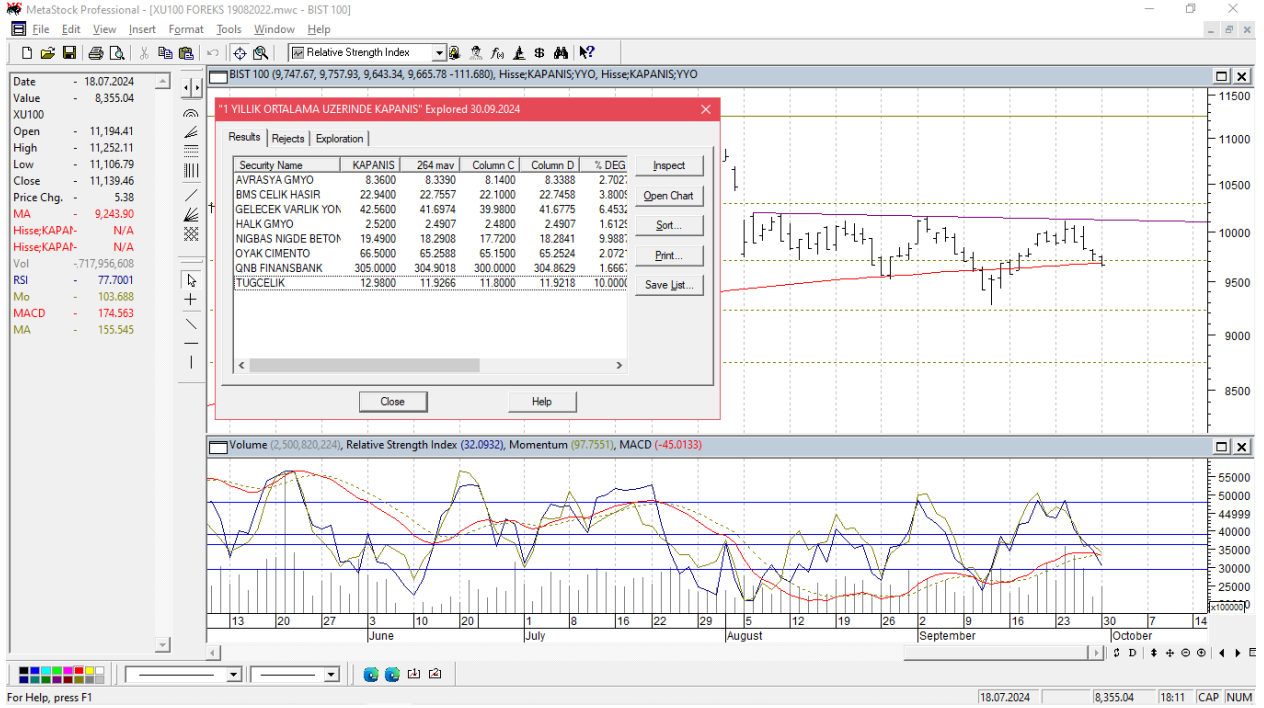 MetaStock Professional - [XU100 FOREKS 19082022.mwc - BIST 100]
File Edit View Insert Format Tools Window Help
Relative Strength Index
Date - 18.07.2024
Value - 8,355.04
XU100
Open - 11,194.41
High - 11,252.11
Low - 11,106.79
Close - 11,139.46
Price Chg. - 5.38
MA - 9,243.90
Hisse;KAPAI- N/A
Hisse;KAPAI- N/A
Vol -.717,956,608
RSI - 77.7001
Mo - 103.688
MACD - 174.563
MA - 155.545
BIST 100 (9,747.67, 9,757.93, 9,643.34, 9,665.78 -111.680), Hisse;KAPANIS;YYO, Hisse;KAPANIS;YYO
"1 YILLIK ORTALAMA UZERINDE KAPANIS" Explored 30.09.2024
Results Rejects Exploration
Security Name KAPANIS 264 mav Column C Column D % DEG
AVRASYA GMYO 8.3600 8.3390 8.1400 8.3388 2.7027
BMS CELIK HASIR 22.9400 22.7557 22.1000 22.7458 3.8009
GELECEK VARLIK YON 42.5600 41.6974 39.9800 41.6775 6.4532
HALK GMYO 2.5200 2.4907 2.4800 2.4907 1.6129
NIGBAS NIGDE BETON 19.4900 18.2908 17.7200 18.2841 9.9887
OYAK CIMENTO 66.5000 65.2588 65.1500 65.2524 2.0721
QNB FINANSBANK 305.0000 304.9018 300.0000 304.8629 1.6667
TUGCELIK 12.9800 11.9266 11.8000 11.9218 10.0000
Inspect
Open Chart
Sort...
Print...
Save List...
Close Help
11500
11000
10500
10000
9500
9000
8500
Volume (2,500,820,224), Relative Strength Index (32.0932), Momentum (97.7551), MACD (-45.0133)
55000
50000
44999
40000
35000
30000
25000
x100000
13 20 27 3 10 20 1 8 16 22 29 5 12 19 26 2 9 16 23 30 7 14
June July August September October
D
For Help, press F1
18.07.2024 8,355.04 18:11 CAP NUM